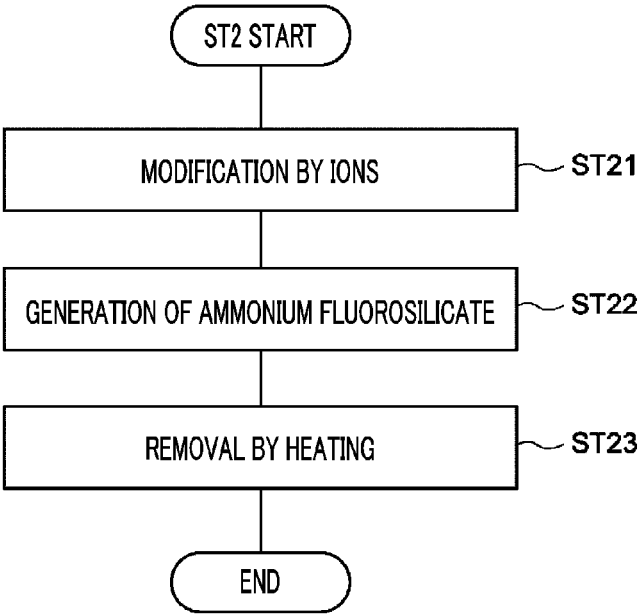 ST2 START
MODIFICATION BY IONS
ST21
GENERATION OF AMMONIUM FLUOROSILICATE
ST22
REMOVAL BY HEATING
ST23
END